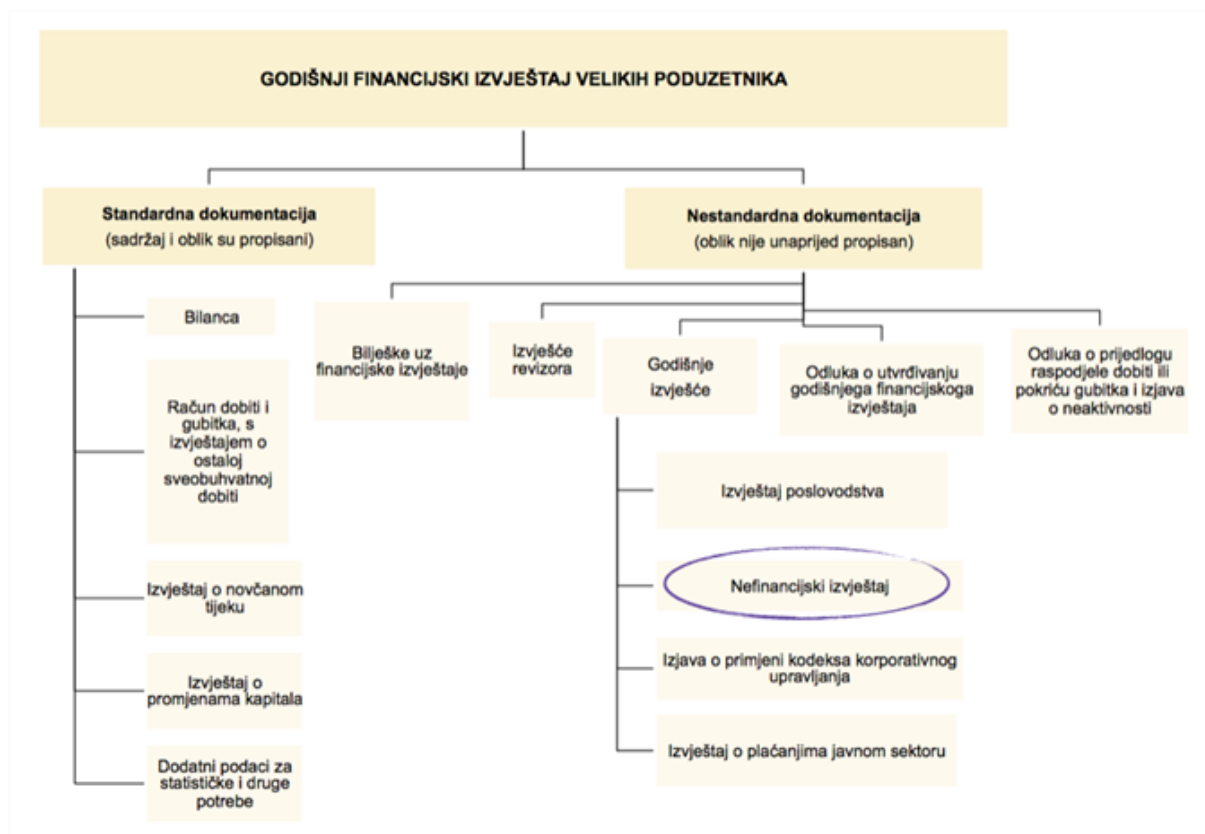 GODIŠNJI FINANCIJSKI IZVJEŠTAJ VELIKIH PODUZETNIKA
Standardna dokumentacija
(sadržaj i oblik su propisani)
Nestandardna dokumentacija
(oblik nije unaprijed propisan)
Bilanca
Račun dobiti i
gubitka, s
izvještajem o
ostaloj
sveobuhvatnoj
dobiti
Izvještaj o novčanom
tijeku
Izvještaj o
promjenama kapitala
Dodatni podaci za
statističke i druge
potrebe
Bilješke uz
financijske izvještaje
Izvješće
revizora
Godišnje
izvješće
Odluka o utvrđivanju
godišnjega financijskoga
izvještaja
Odluka o prijedlogu
raspodjele dobiti ili
pokriću gubitka i izjava
o neaktivnosti
Izvještaj poslovodstva
Nefinancijski izvještaj
Izjava o primjeni kodeksa korporativnog
upravljanja
Izvještaj o plaćanjima javnom sektoru